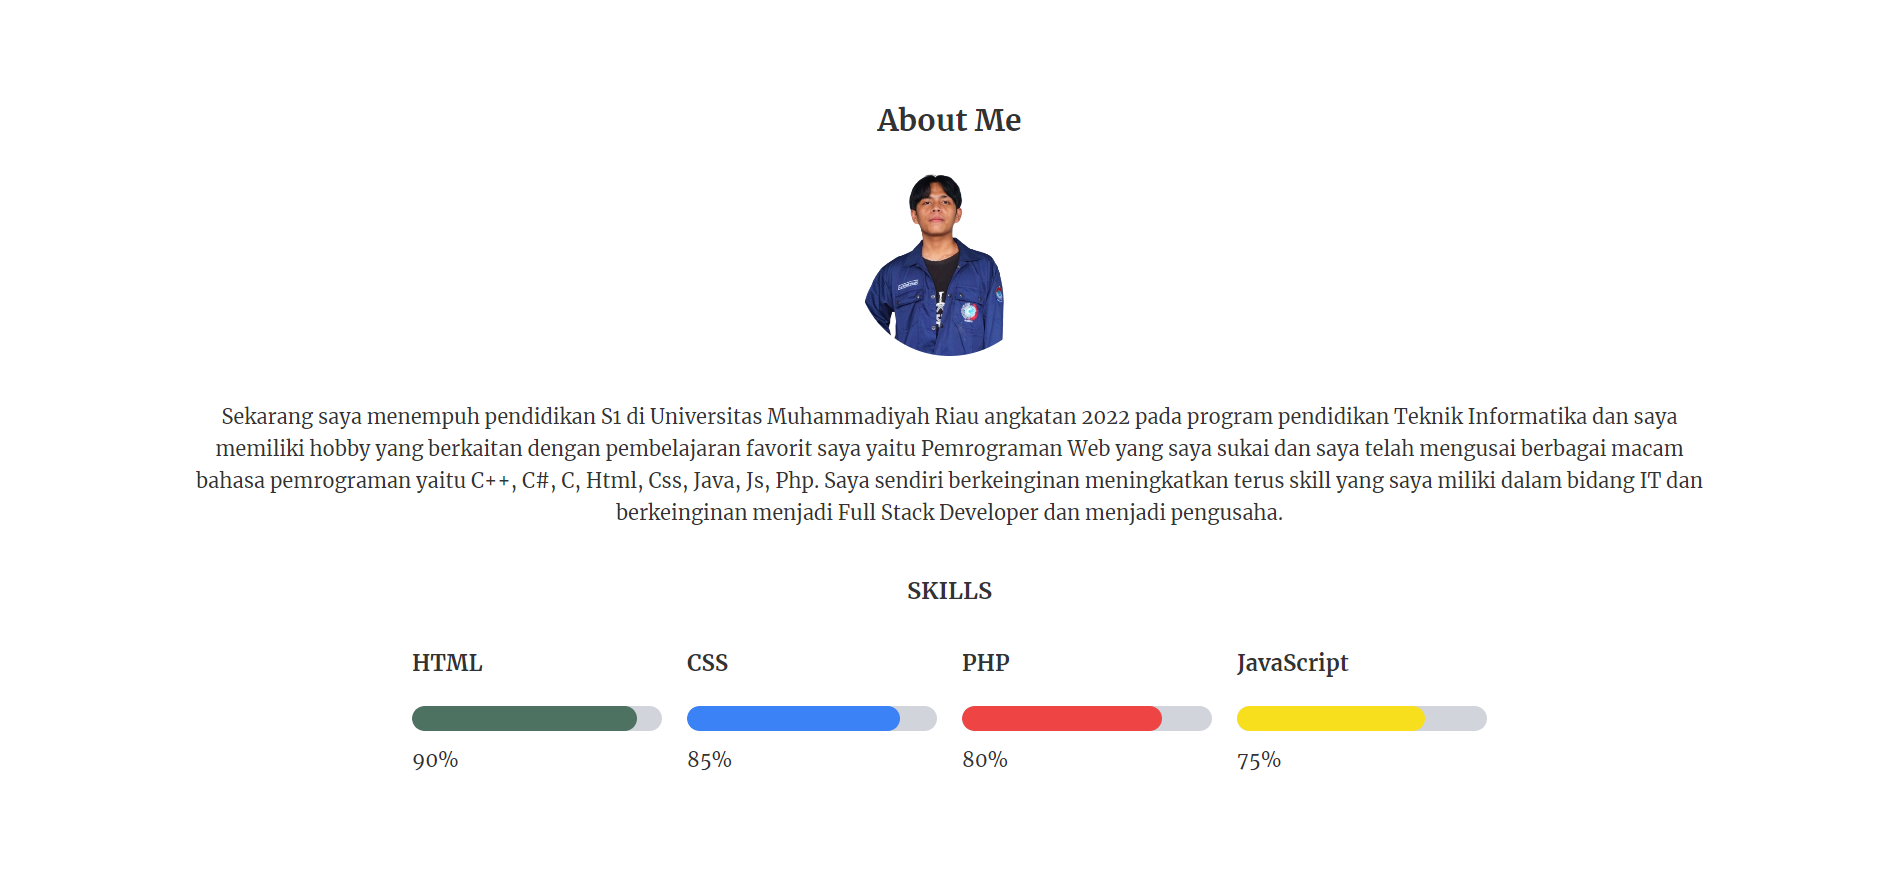 About Me
Sekarang saya menempuh pendidikan S1 di Universitas Muhammadiyah Riau angkatan 2022 pada program pendidikan Teknik Informatika dan saya
memiliki hobby yang berkaitan dengan pembelajaran favorit saya yaitu Pemrograman Web yang saya sukai dan saya telah mengusai berbagai macam
bahasa pemrograman yaitu C++, C#, C, Html, Css, Java, Js, Php. Saya sendiri berkeinginan meningkatkan terus skill yang saya miliki dalam bidang IT dan
berkeinginan menjadi Full Stack Developer dan menjadi pengusaha.
SKILLS
HTML CSS PHP JavaScript
90% 85% 80% 75%